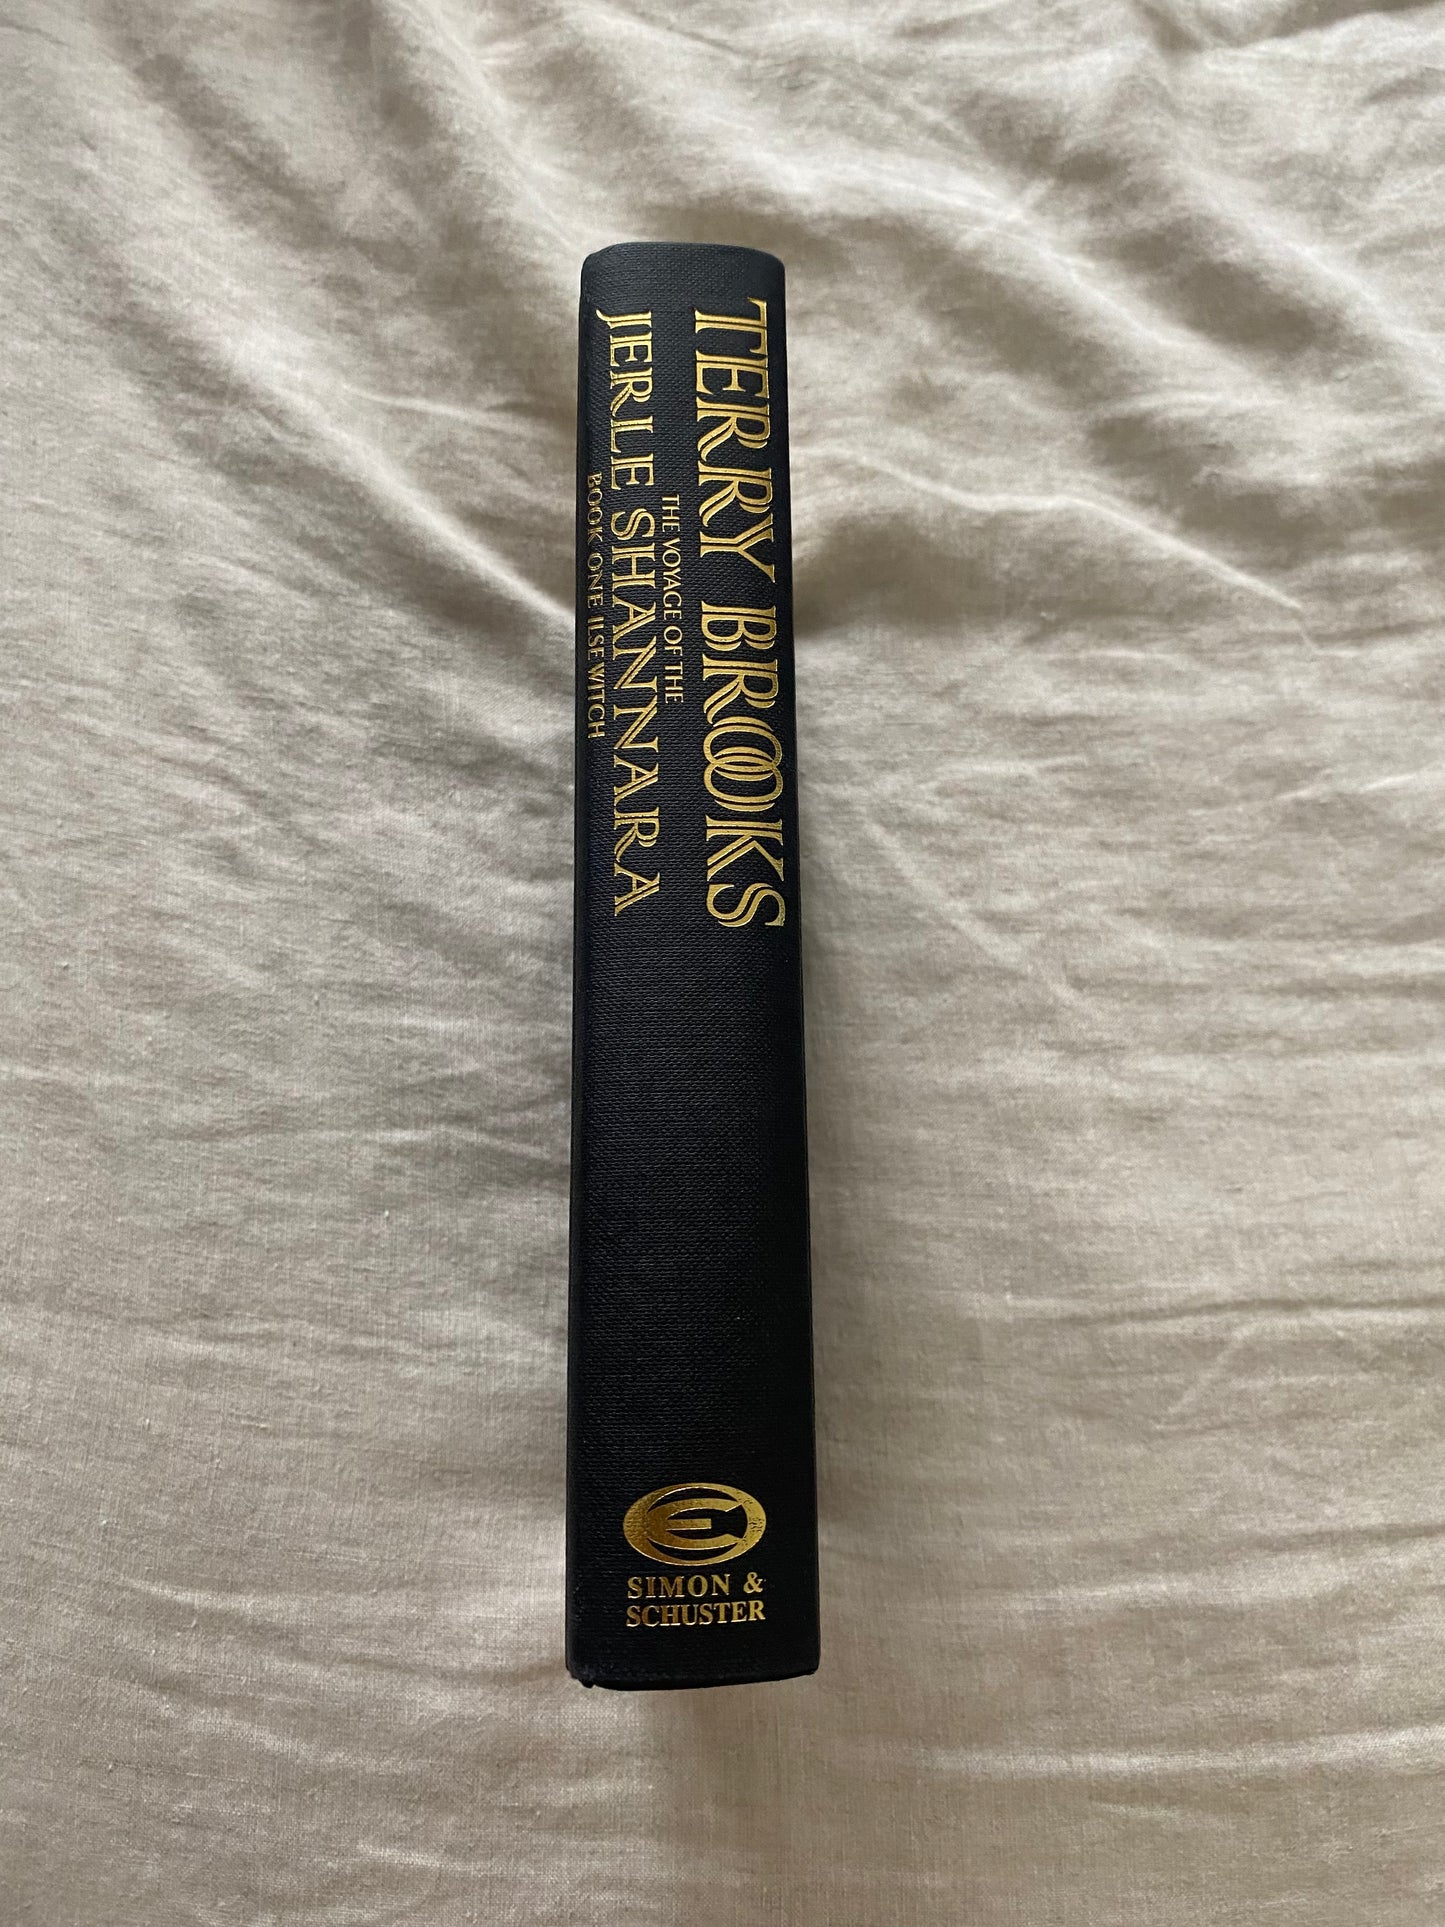 TERRY BROOKS
THE VOYAGE OF THE
JERLE SHANNARA
BOOK ONE ILSE WITCH
SIMON &
SCHUSTER